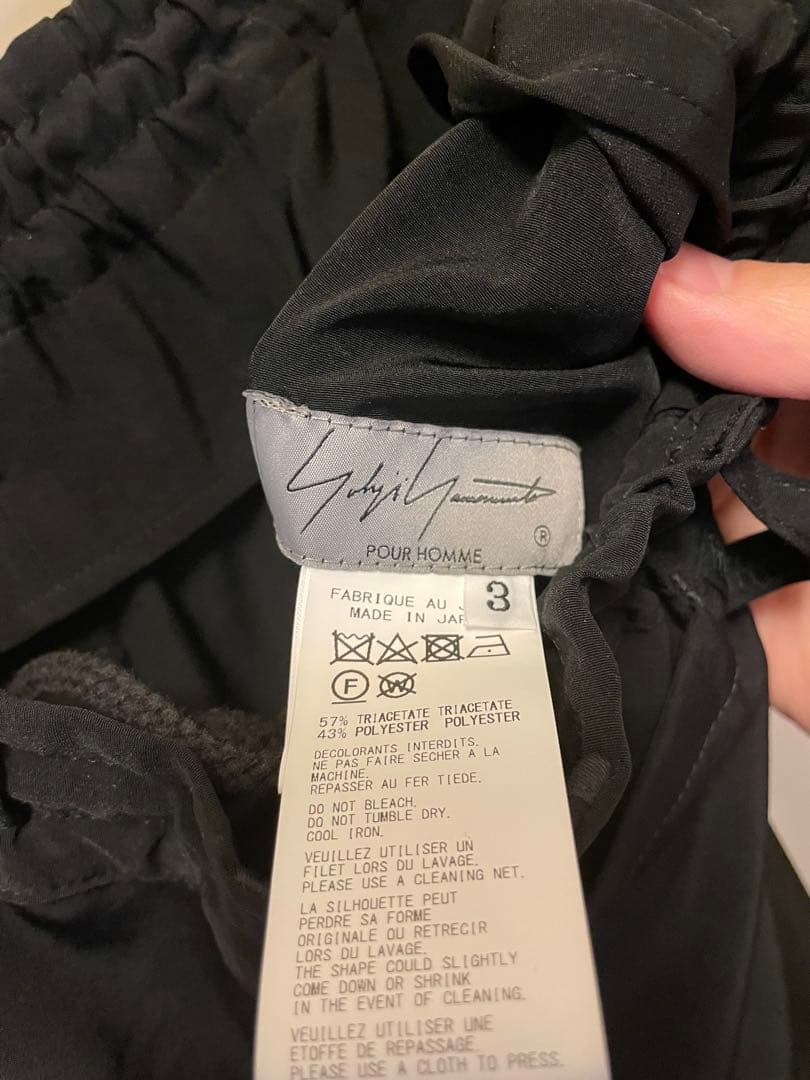 Yohji Yamamoto
®
POUR HOMME
3
FABRIQUE AU
MADE IN
F W
57% TRIACETATE TRIACETATE
43% POLYESTER POLYESTER
DECOLORANTS INTERDITS.
NE PAS FAIRE SECHER A LA
MACHINE.
REPASSER AU FER TIEDE.
DO NOT BLEACH.
DO NOT TUMBLE DRY.
COOL IRON.
VEUILLEZ UTILISER UN
FILET LORS DU LAVAGE.
PLEASE USE A CLEANING NET.
LA SILHOUETTE PEUT
PERDRE SA FORME
ORIGINALE OU RETRECIR
LORS DU LAVAGE.
THE SHAPE COULD SLIGHTLY
COME DOWN OR SHRINK
IN THE EVENT OF CLEANING.
VEUILLEZ UTILISER UNE
ETOFFE DE REPASSAGE.
PLEASE USE A CLOTH TO PRESS.